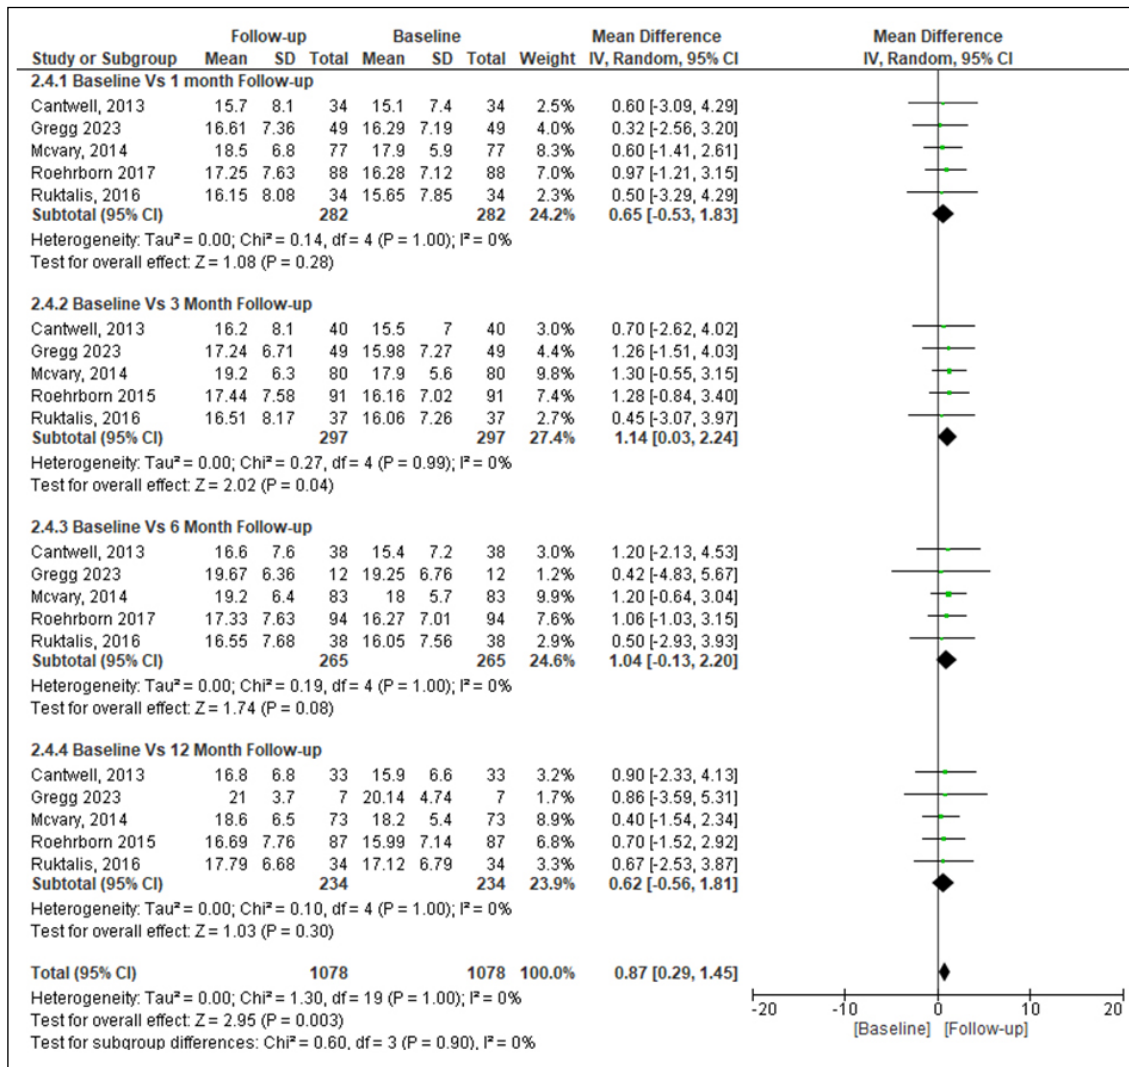 Follow-up Baseline Mean Difference Mean Difference
Study or Subgroup Mean SD Total Mean SD Total Weight IV, Random, 95% CI IV, Random, 95% CI
2.4.1 Baseline Vs 1 month Follow-up
Cantwell, 2013 15.7 8.1 34 15.1 7.4 34 2.5% 0.60 [-3.09, 4.29]
Gregg 2023 16.61 7.36 49 16.29 7.19 49 4.0% 0.32 [-2.56, 3.20]
Mcvary, 2014 18.5 6.8 77 17.9 5.9 77 8.3% 0.60 [-1.41, 2.61]
Roehrborn 2017 17.25 7.63 88 16.28 7.12 88 7.0% 0.97 [-1.21, 3.15]
Ruktalis, 2016 16.15 8.08 34 15.65 7.85 34 2.3% 0.50 [-3.29, 4.29]
Subtotal (95% CI) 282 282 24.2% 0.65 [-0.53, 1.83]
Heterogeneity: Tau² = 0.00; Chi² = 0.14, df = 4 (P = 1.00); I² = 0%
Test for overall effect: Z = 1.08 (P = 0.28)
2.4.2 Baseline Vs 3 Month Follow-up
Cantwell, 2013 16.2 8.1 40 15.5 7 40 3.0% 0.70 [-2.62, 4.02]
Gregg 2023 17.24 6.71 49 15.98 7.27 49 4.4% 1.26 [-1.51, 4.03]
Mcvary, 2014 19.2 6.3 80 17.9 5.6 80 9.8% 1.30 [-0.55, 3.15]
Roehrborn 2015 17.44 7.58 91 16.16 7.02 91 7.4% 1.28 [-0.84, 3.40]
Ruktalis, 2016 16.51 8.17 37 16.06 7.26 37 2.7% 0.45 [-3.07, 3.97]
Subtotal (95% CI) 297 297 27.4% 1.14 [0.03, 2.24]
Heterogeneity: Tau² = 0.00; Chi² = 0.27, df = 4 (P = 0.99); I² = 0%
Test for overall effect: Z = 2.02 (P = 0.04)
2.4.3 Baseline Vs 6 Month Follow-up
Cantwell, 2013 16.6 7.6 38 15.4 7.2 38 3.0% 1.20 [-2.13, 4.53]
Gregg 2023 19.67 6.36 12 19.25 6.76 12 1.2% 0.42 [-4.83, 5.67]
Mcvary, 2014 19.2 6.4 83 18 5.7 83 9.9% 1.20 [-0.64, 3.04]
Roehrborn 2017 17.33 7.63 94 16.27 7.01 94 7.6% 1.06 [-1.03, 3.15]
Ruktalis, 2016 16.55 7.68 38 16.05 7.56 38 2.9% 0.50 [-2.93, 3.93]
Subtotal (95% CI) 265 265 24.6% 1.04 [-0.13, 2.20]
Heterogeneity: Tau² = 0.00; Chi² = 0.19, df = 4 (P = 1.00); I² = 0%
Test for overall effect: Z = 1.74 (P = 0.08)
2.4.4 Baseline Vs 12 Month Follow-up
Cantwell, 2013 16.8 6.8 33 15.9 6.6 33 3.2% 0.90 [-2.33, 4.13]
Gregg 2023 21 3.7 7 20.14 4.74 7 1.7% 0.86 [-3.59, 5.31]
Mcvary, 2014 18.6 6.5 73 18.2 5.4 73 8.9% 0.40 [-1.54, 2.34]
Roehrborn 2015 16.69 7.76 87 15.99 7.14 87 6.8% 0.70 [-1.52, 2.92]
Ruktalis, 2016 17.79 6.68 34 17.12 6.79 34 3.3% 0.67 [-2.53, 3.87]
Subtotal (95% CI) 234 234 23.9% 0.62 [-0.56, 1.81]
Heterogeneity: Tau² = 0.00; Chi² = 0.10, df = 4 (P = 1.00); I² = 0%
Test for overall effect: Z = 1.03 (P = 0.30)
Total (95% CI) 1078 1078 100.0% 0.87 [0.29, 1.45]
Heterogeneity: Tau² = 0.00; Chi² = 1.30, df = 19 (P = 1.00); I² = 0%
Test for overall effect: Z = 2.95 (P = 0.003)
Test for subgroup differences: Chi² = 0.60, df = 3 (P = 0.90), I² = 0%
-20 -10 0 10 20
[Baseline] [Follow-up]